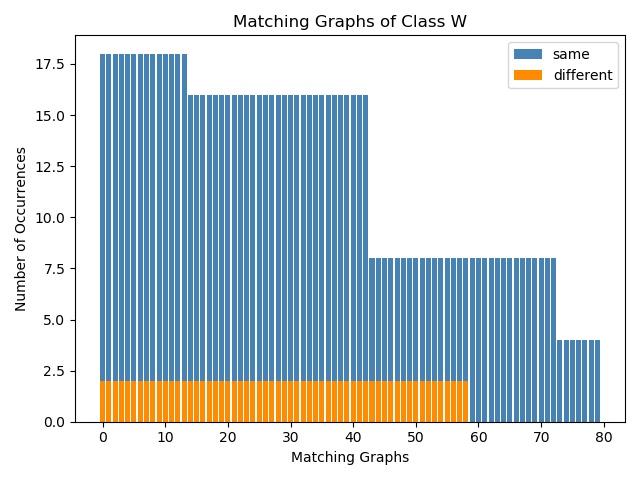 Matching Graphs of Class W
same
different
17.5
15.0
12.5
10.0
7.5
5.0
2.5
0.0
Number of Occurrences
0 10 20 30 40 50 60 70 80
Matching Graphs